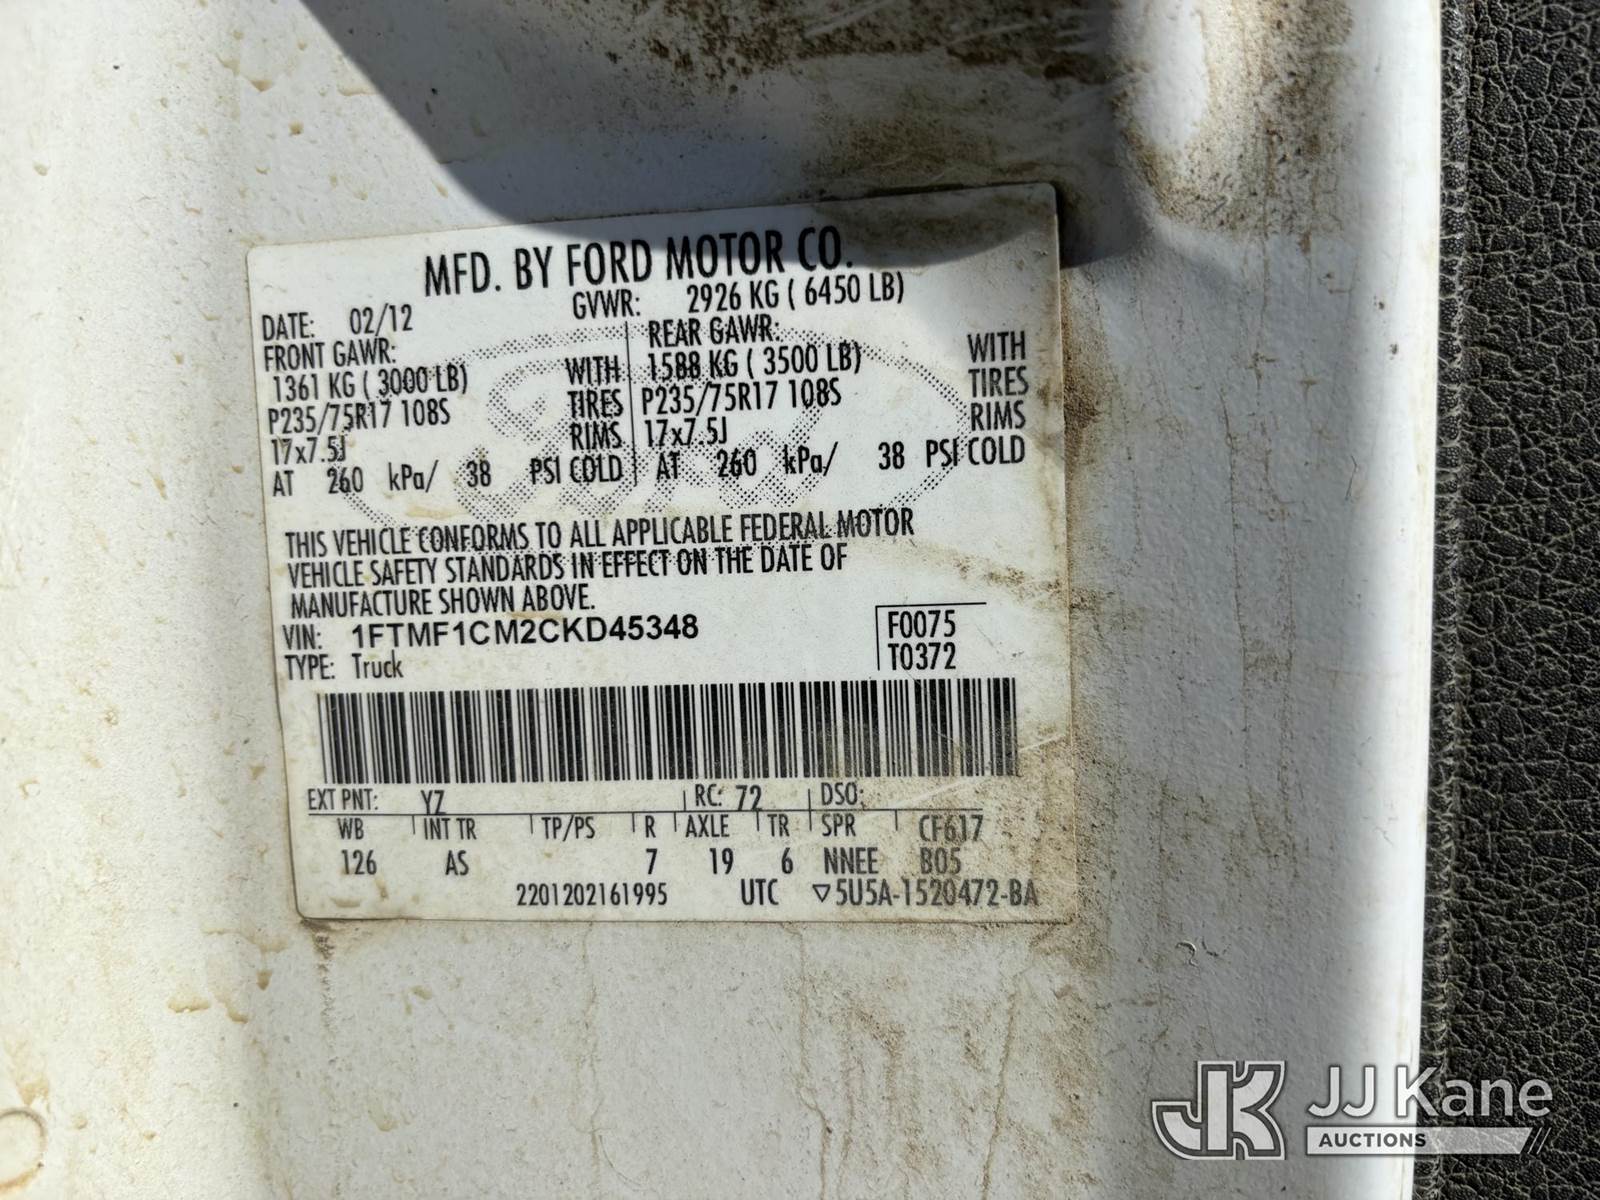 MFD. BY FORD MOTOR CO.
DATE: 02/12 GVWR: 2926 KG ( 6450 LB)
FRONT GAWR: REAR GAWR:
1361 KG ( 3000 LB) WITH 1588 KG ( 3500 LB) WITH
P235/75R17 108S TIRES P235/75R17 108S TIRES
17x7.5J RIMS 17x7.5J RIMS
AT 260 kPa/ 38 PSI COLD AT 260 kPa/ 38 PSI COLD
THIS VEHICLE CONFORMS TO ALL APPLICABLE FEDERAL MOTOR
VEHICLE SAFETY STANDARDS IN EFFECT ON THE DATE OF
MANUFACTURE SHOWN ABOVE.
VIN: 1FTMF1CM2CKD45348 F0075
TYPE: Truck T0372
EXT PNT: YZ RC: 72 DSO:
WB INT TR TP/PS R AXLE TR SPR CF617
126 AS 7 19 6 NNEE B05
2201202161995 UTC ▽5U5A-1520472-BA
Ford
JK JJ Kane
AUCTIONS